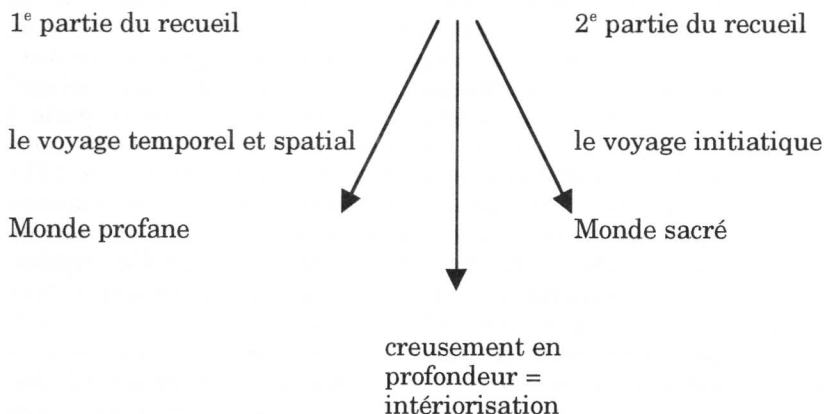 1e partie du recueil
2e partie du recueil
le voyage temporel et spatial
le voyage initiatique
Monde profane
Monde sacré
creusement en
profondeur =
intériorisation